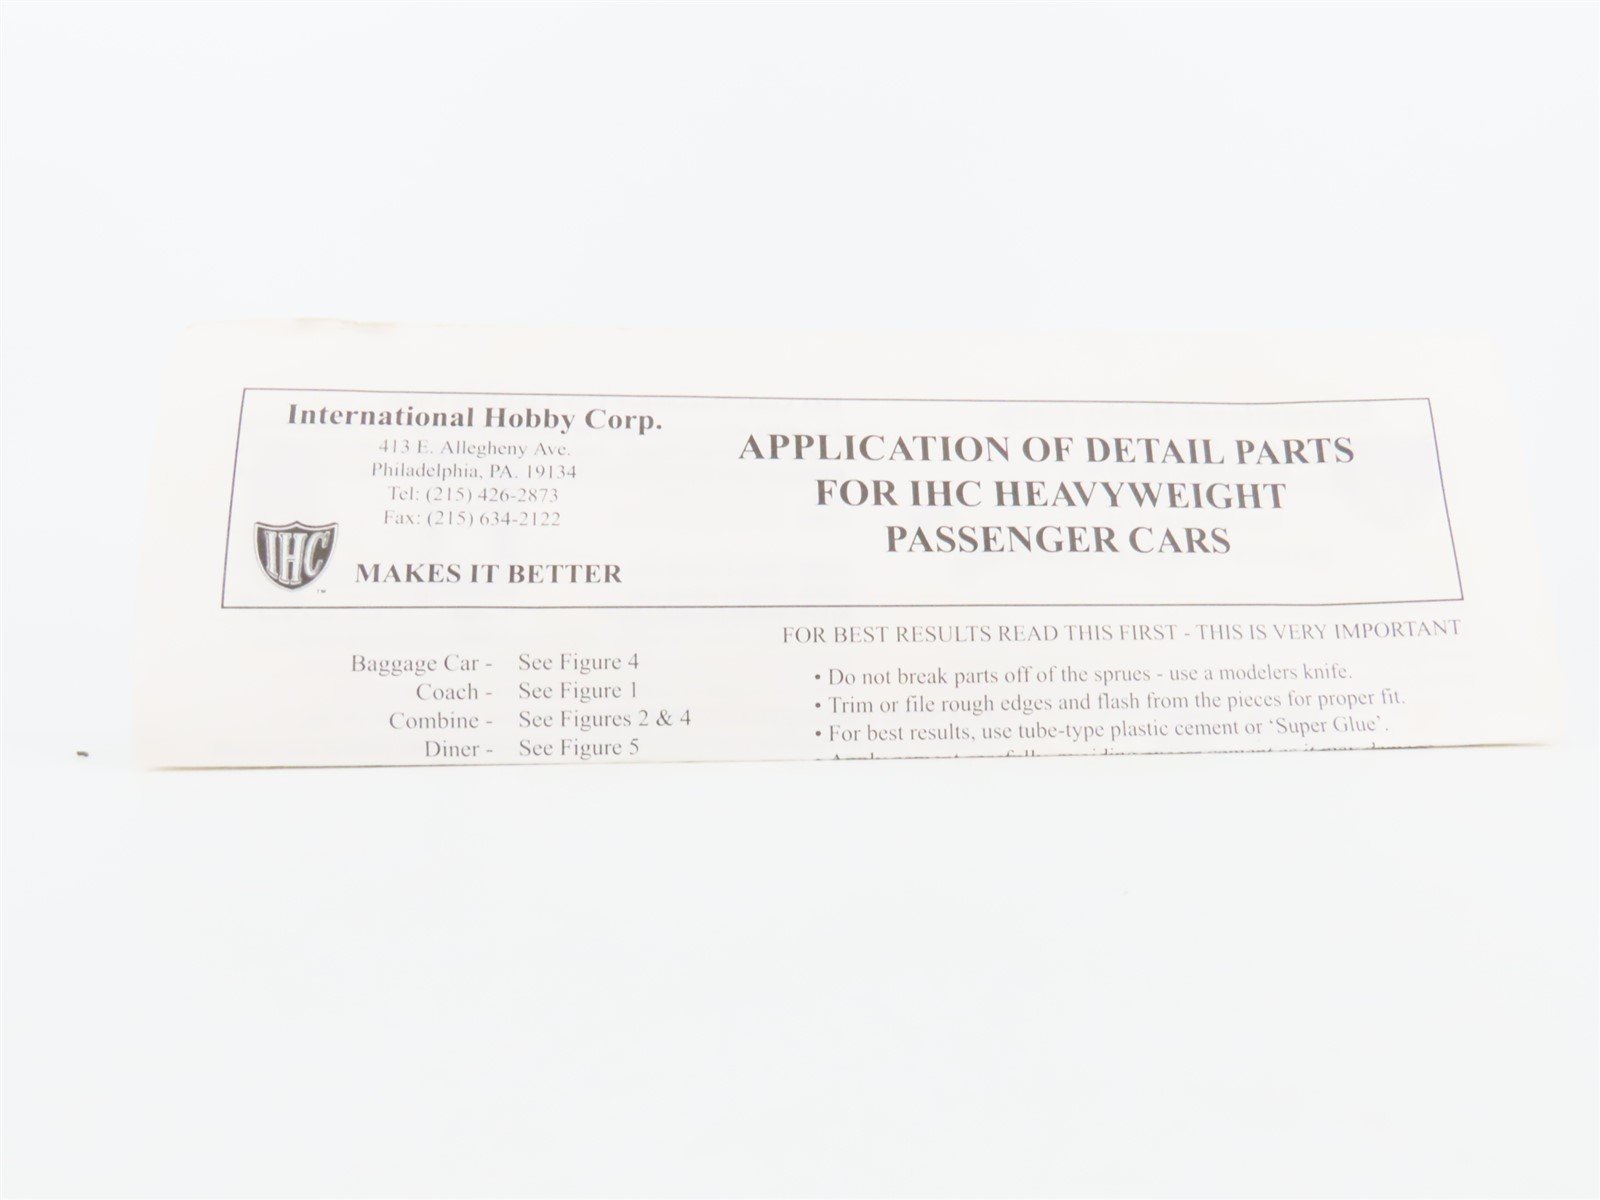 International Hobby Corp.
413 E. Allegheny Ave.
Philadelphia, PA. 19134
Tel: (215) 426-2873
Fax: (215) 634-2122
IHC
TM
MAKES IT BETTER
APPLICATION OF DETAIL PARTS
FOR IHC HEAVYWEIGHT
PASSENGER CARS
Baggage Car - See Figure 4
Coach - See Figure 1
Combine - See Figures 2 & 4
Diner - See Figure 5
FOR BEST RESULTS READ THIS FIRST - THIS IS VERY IMPORTANT
• Do not break parts off of the sprues - use a modelers knife.
• Trim or file rough edges and flash from the pieces for proper fit.
• For best results, use tube-type plastic cement or ‘Super Glue’.